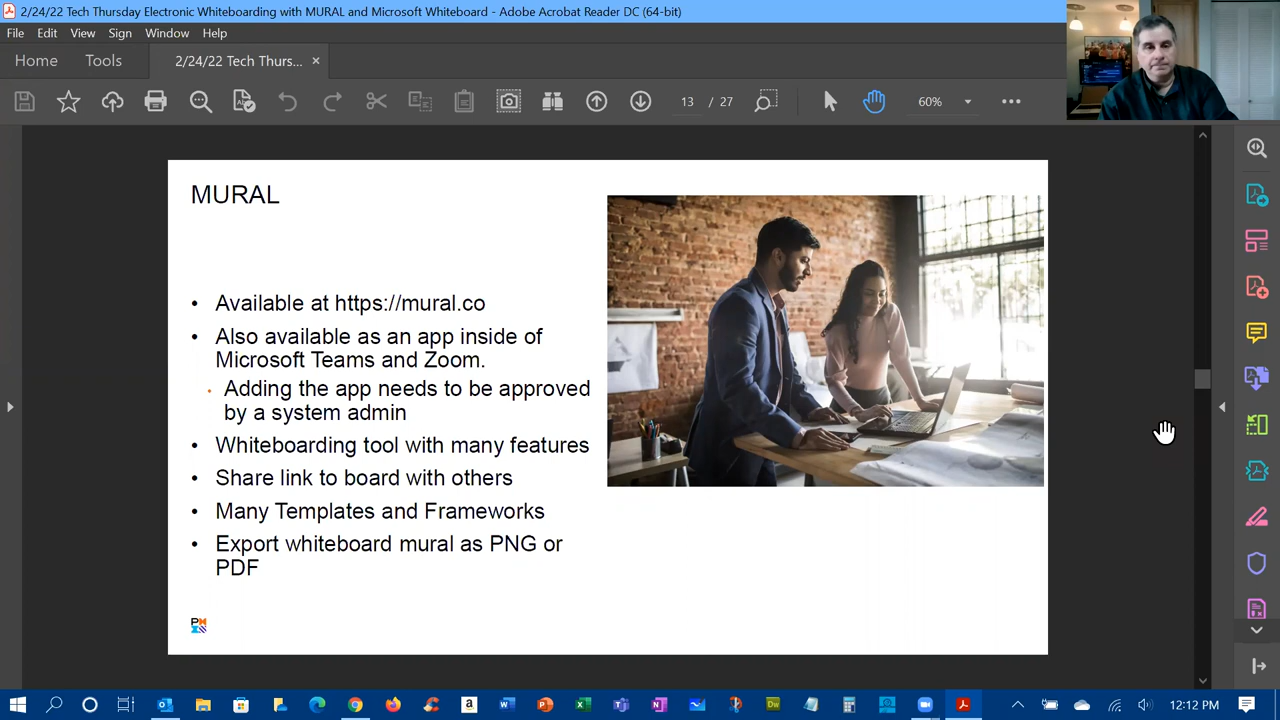 2/24/22 Tech Thursday Electronic Whiteboarding with MURAL and Microsoft Whiteboard - Adobe Acrobat Reader DC (64-bit)
File Edit View Sign Window Help
Home Tools 2/24/22 Tech Thurs... ×
13 / 27 60%
MURAL
• Available at https://mural.co
• Also available as an app inside of
Microsoft Teams and Zoom.
• Adding the app needs to be approved
by a system admin
• Whiteboarding tool with many features
• Share link to board with others
• Many Templates and Frameworks
• Export whiteboard mural as PNG or
PDF
12:12 PM